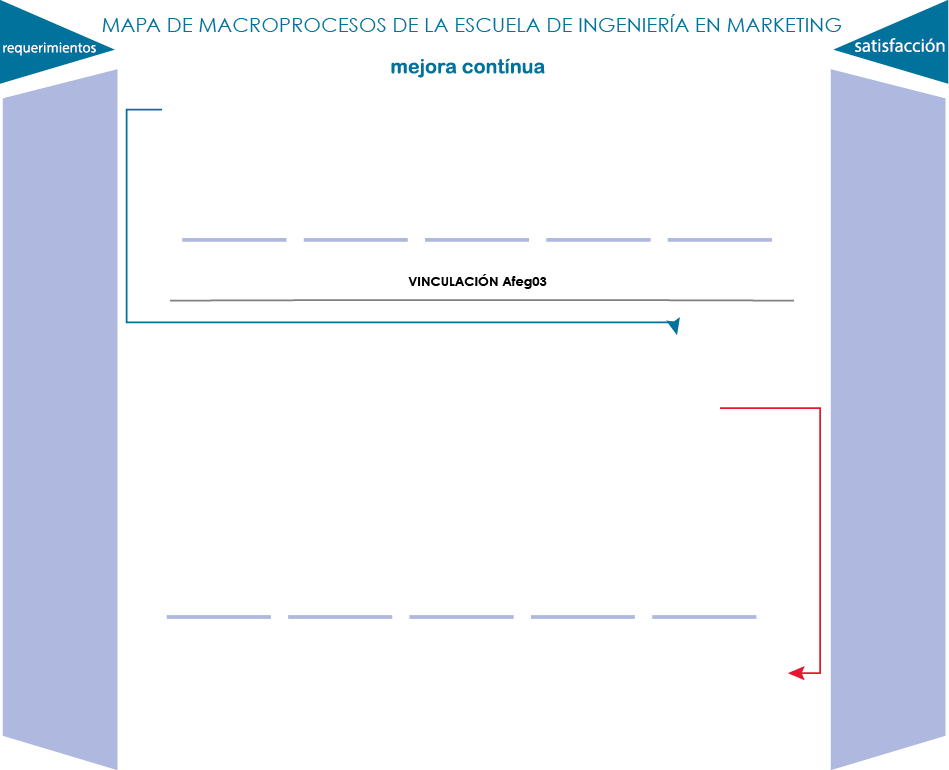 MAPA DE MACROPROCESOS DE LA ESCUELA DE INGENIERÍA EN MARKETING
requerimientos
satisfacción
mejora contínua
VINCULACIÓN Afeg03